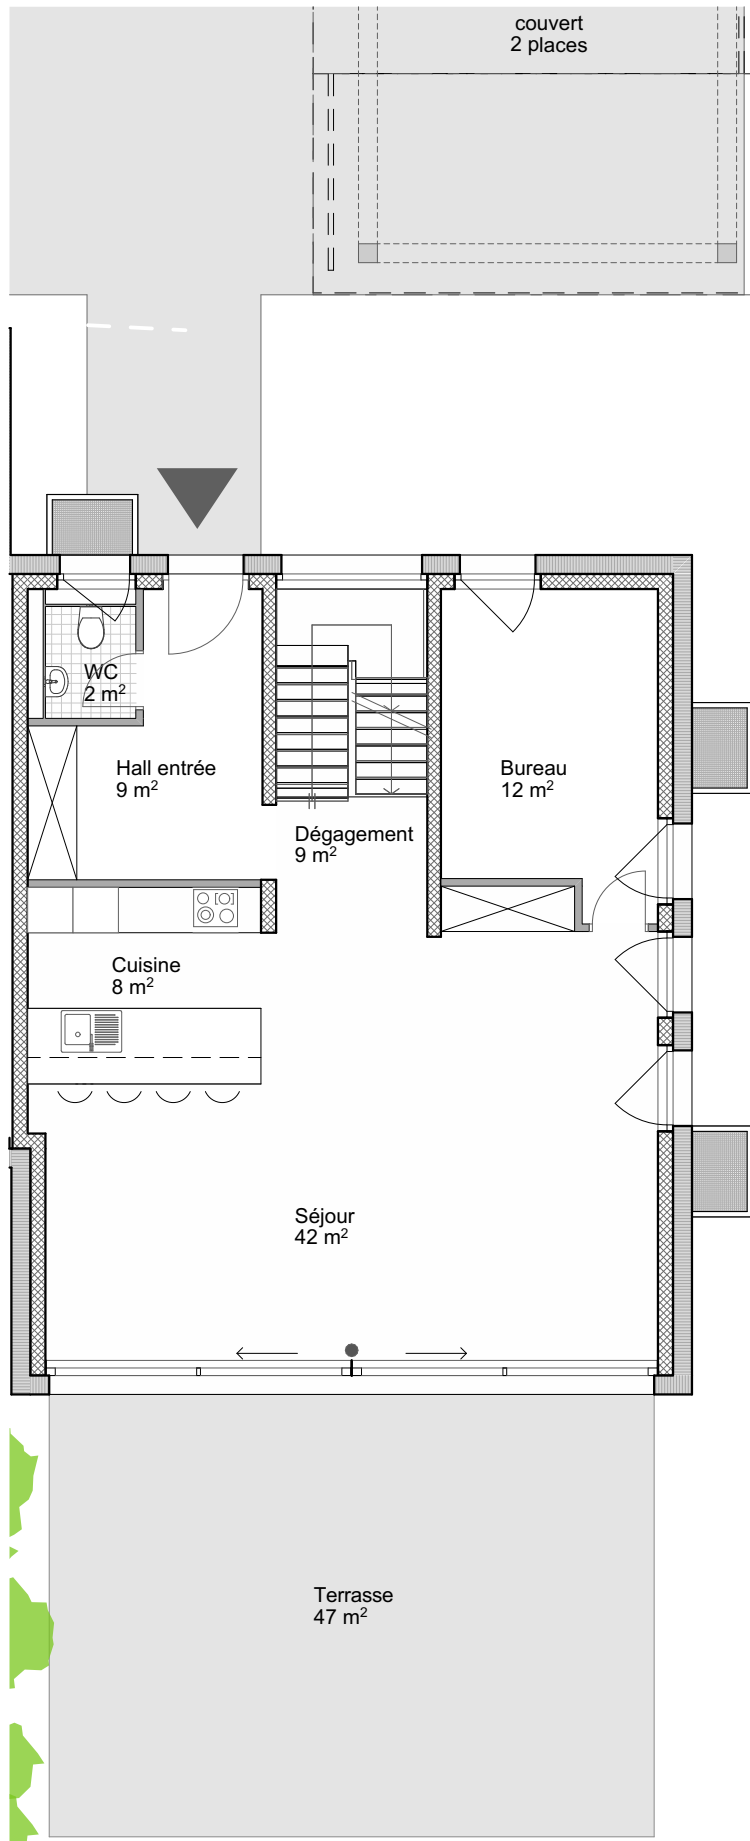 couvert
2 places
WC
2 m²
Hall entrée
9 m²
Bureau
12 m²
Dégagement
9 m²
Cuisine
8 m²
Séjour
42 m²
Terrasse
47 m²